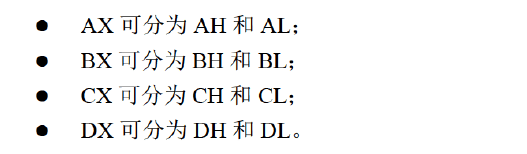 ● AX 可分为 AH 和 AL；
● BX 可分为 BH 和 BL；
● CX 可分为 CH 和 CL；
● DX 可分为 DH 和 DL。